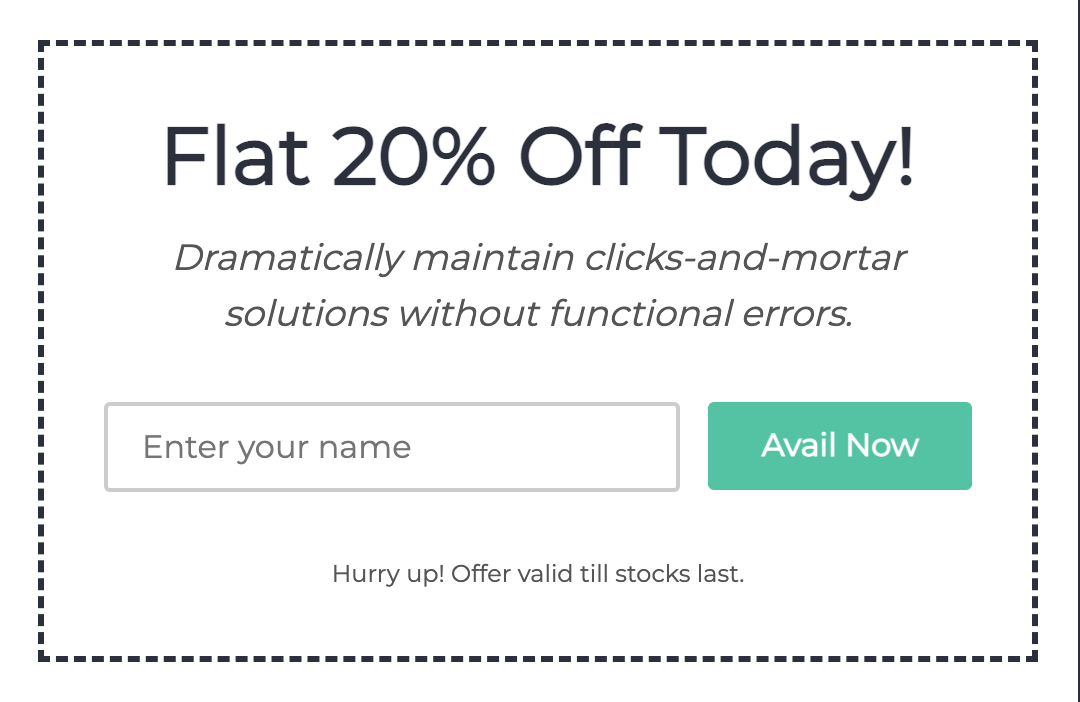 Flat 20% Off Today!
Dramatically maintain clicks-and-mortar
solutions without functional errors.
Enter your name
Avail Now
Hurry up! Offer valid till stocks last.